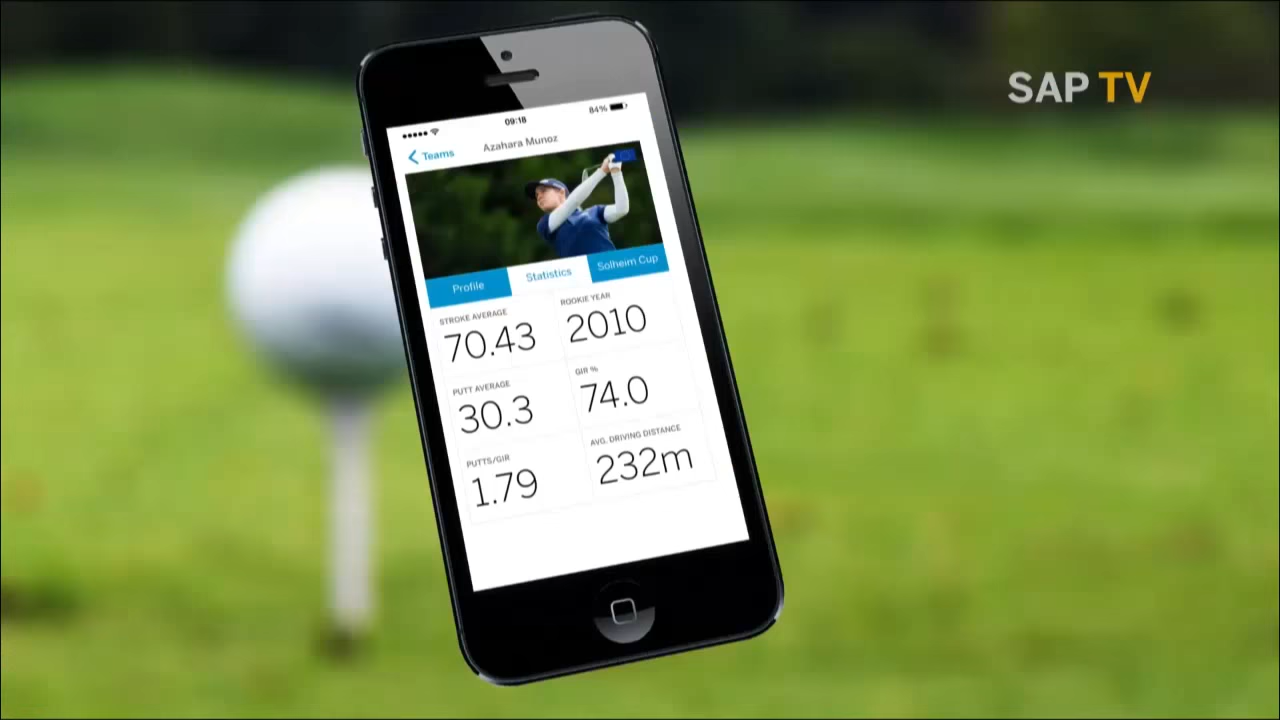 SAP TV
09:18
84%
Teams
Azahara Munoz
Profile
Statistics
Solheim Cup
STROKE AVERAGE
70.43
ROOKIE YEAR
2010
PUTT AVERAGE
30.3
GIR %
74.0
PUTTS/GIR
1.79
AVG. DRIVING DISTANCE
232m